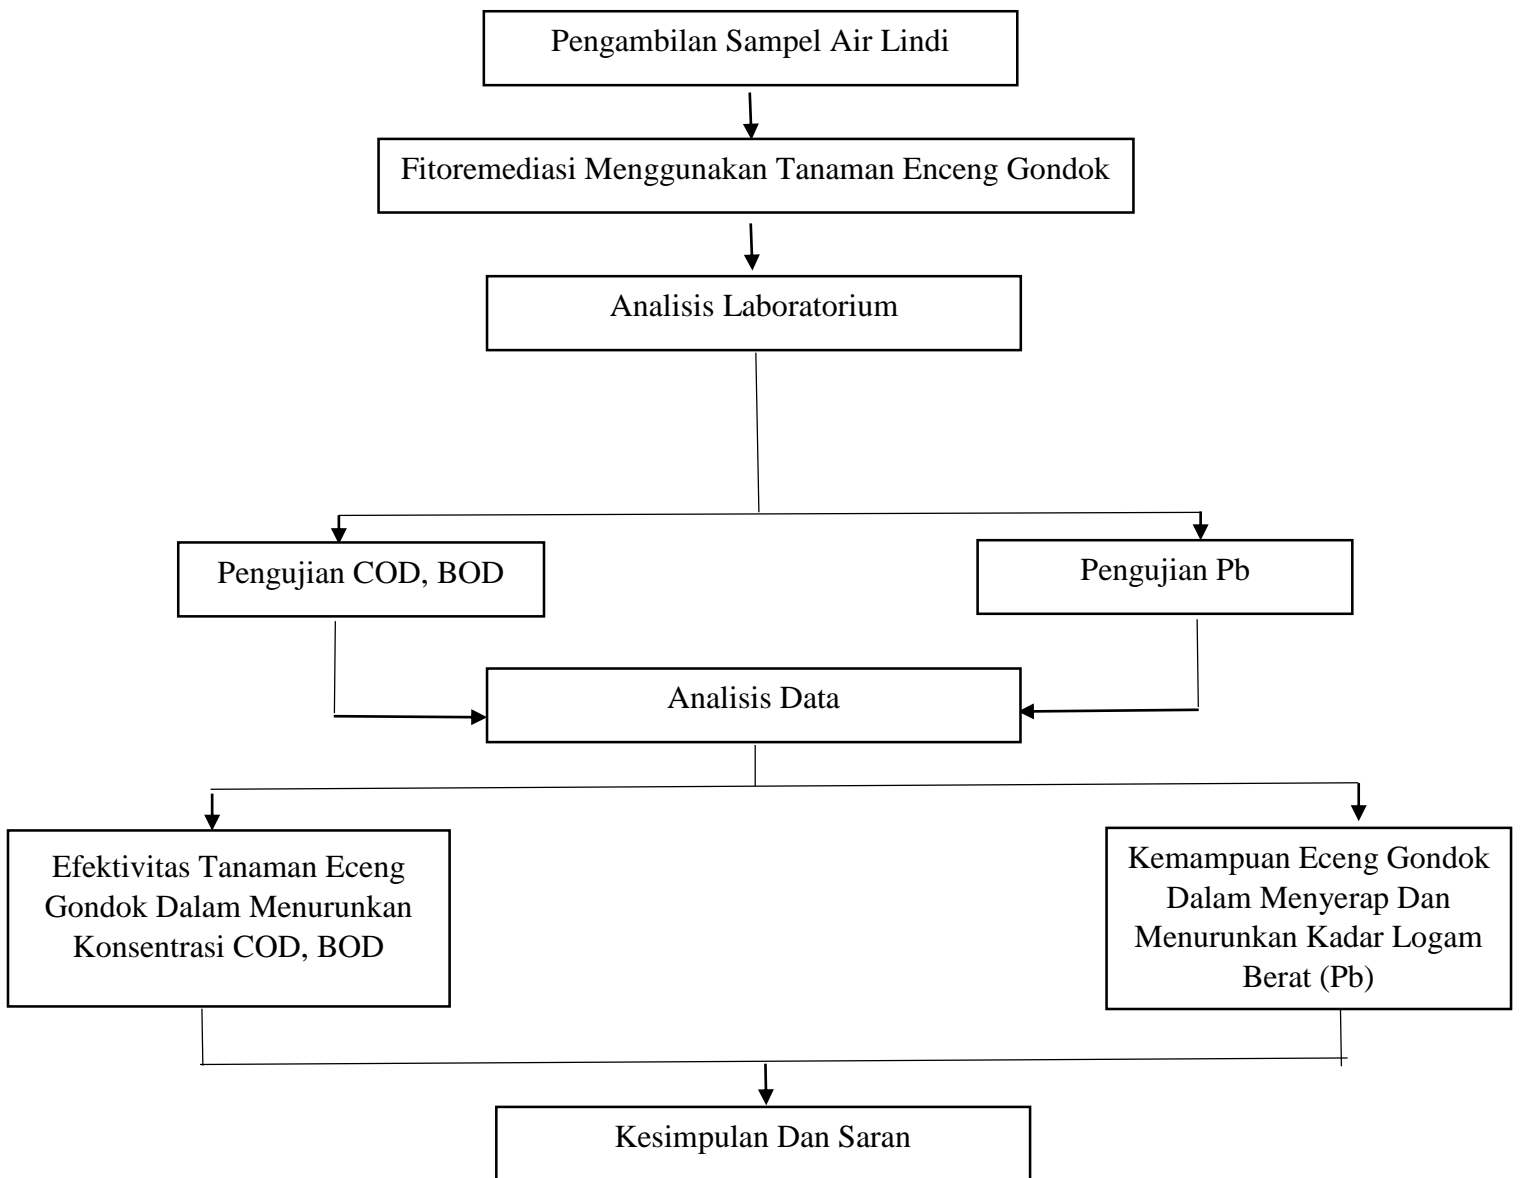 Pengambilan Sampel Air Lindi
Fitoremediasi Menggunakan Tanaman Enceng Gondok
Analisis Laboratorium
Pengujian COD, BOD
Pengujian Pb
Analisis Data
Efektivitas Tanaman Eceng
Gondok Dalam Menurunkan
Konsentrasi COD, BOD
Kemampuan Eceng Gondok
Dalam Menyerap Dan
Menurunkan Kadar Logam
Berat (Pb)
Kesimpulan Dan Saran